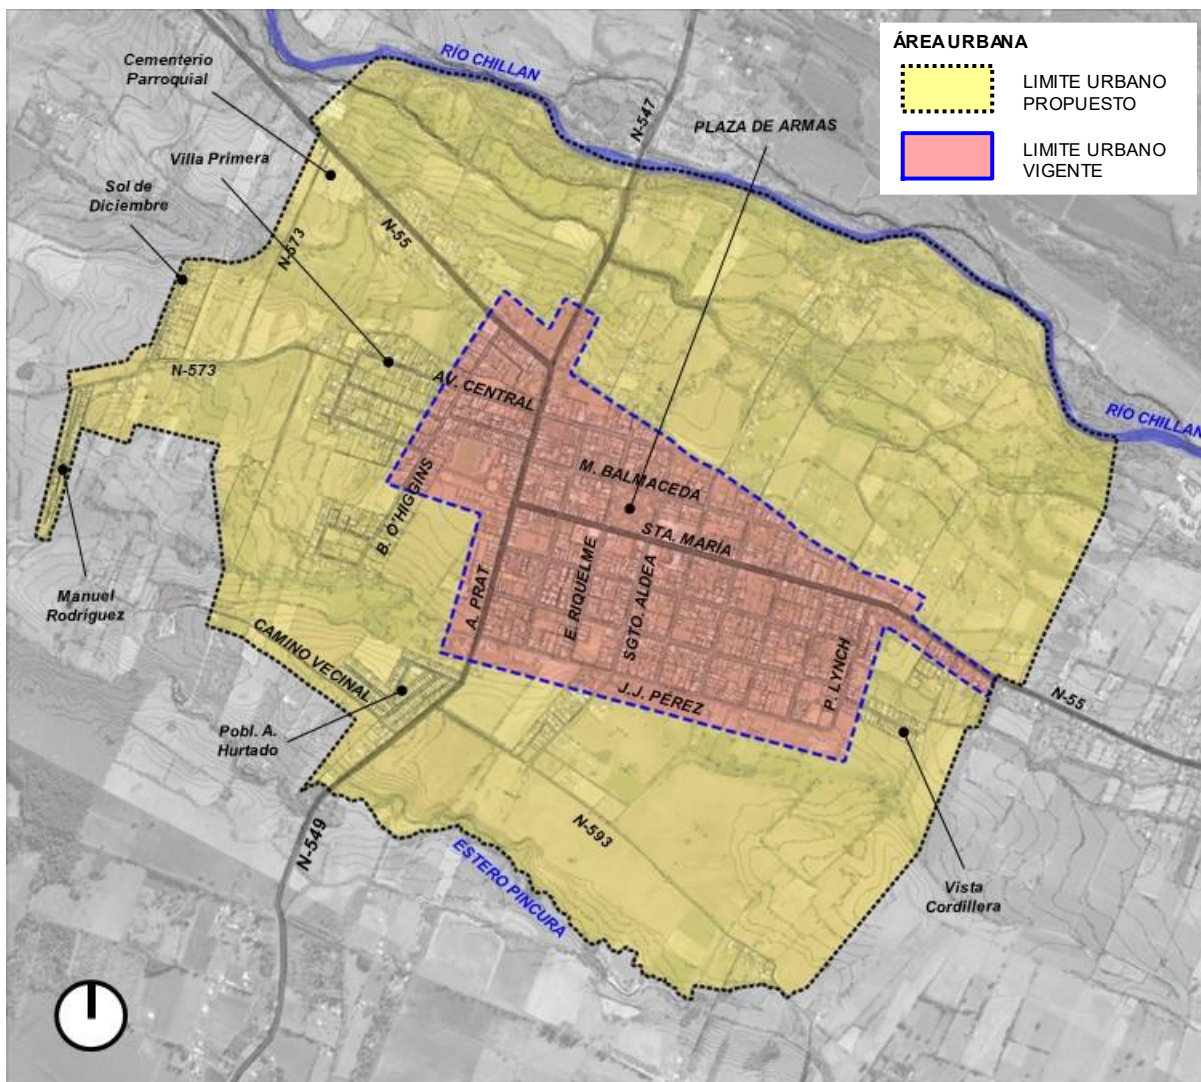 ÁREA URBANA
LIMITE URBANO
PROPUESTO
LIMITE URBANO
VIGENTE
RÍO CHILLAN
Cementerio
Parroquial
N-547
PLAZA DE ARMAS
Villa Primera
Sol de
Diciembre
N-55
N-573
N-573
AV. CENTRAL
RÍO CHILLAN
M. BALMACEDA
B. O'HIGGINS
STA. MARÍA
A. PRAT
E. RIQUELME
SGTO. ALDEA
P. LYNCH
Manuel
Rodríguez
CAMINO VECINAL
J.J. PÉREZ
N-55
Pobl. A.
Hurtado
N-549
N-593
ESTERO PINCURA
Vista
Cordillera